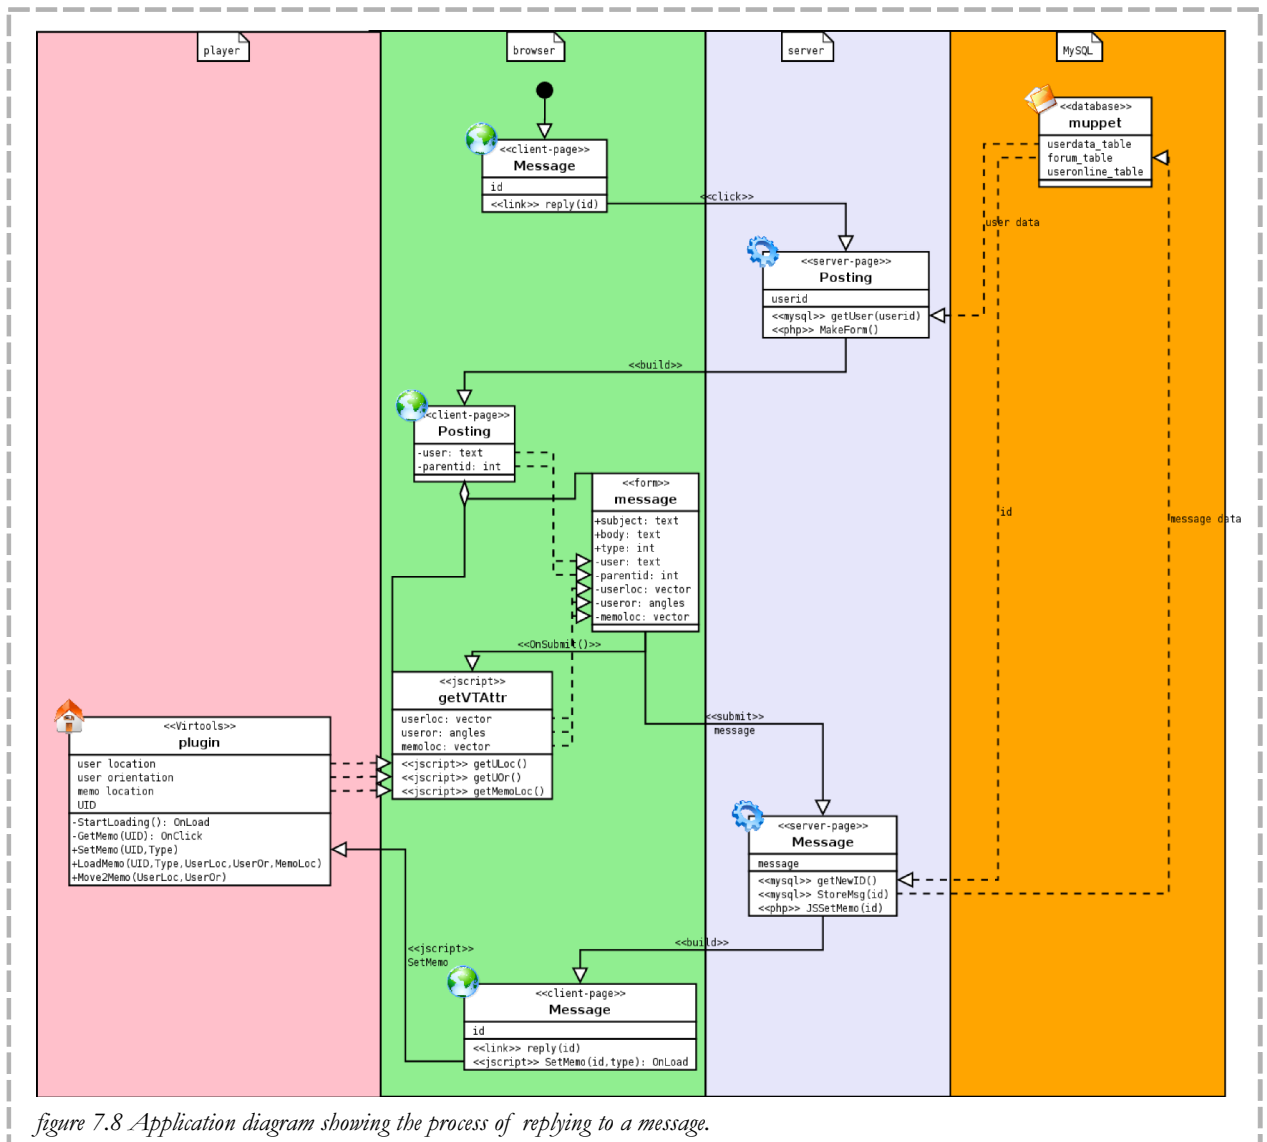 player
browser
server
MySQL
<<database>>
muppet
userdata_table
forum_table
useronline_table
<<client-page>>
Message
id
<<link>> reply(id)
<<click>>
user data
<<server-page>>
Posting
userid
<<mysql>> getUser(userid)
<<php>> MakeForm()
<<build>>
<<client-page>>
Posting
-user: text
-parentid: int
<<form>>
message
+subject: text
+body: text
+type: int
-user: text
-parentid: int
-userloc: vector
-useror: angles
-memoloc: vector
id
message data
<<OnSubmit()>>
<<jscript>>
getVTAttr
userloc: vector
useror: angles
memoloc: vector
<<jscript>> getULoc()
<<jscript>> getUOr()
<<jscript>> getMemoLoc()
<<submit>>
message
<<Virtools>>
plugin
user location
user orientation
memo location
UID
-StartLoading(): OnLoad
-GetMemo(UID): OnClick
+SetMemo(UID,Type)
+LoadMemo(UID,Type,UserLoc,UserOr,MemoLoc)
+Move2Memo(UserLoc,UserOr)
<<server-page>>
Message
message
<<mysql>> getNewID()
<<mysql>> StoreMsg(id)
<<php>> JSSetMemo(id)
<<build>>
<<jscript>>
SetMemo
<<client-page>>
Message
id
<<link>> reply(id)
<<jscript>> SetMemo(id,type): OnLoad
figure 7.8 Application diagram showing the process of replying to a message.